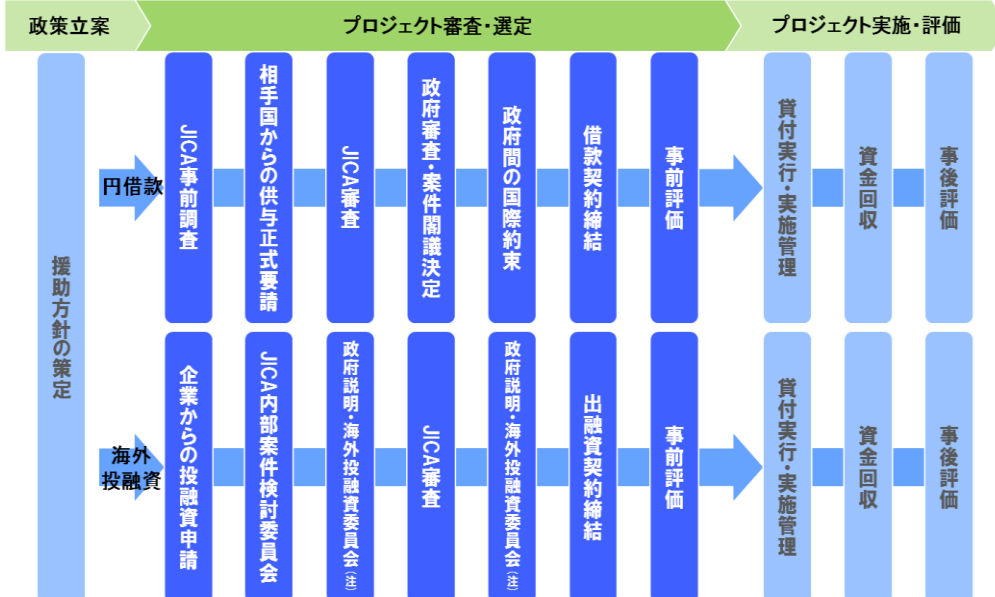 政策立案
プロジェクト審査・選定
プロジェクト実施・評価
援助方針の策定
円借款
JICA事前調査
相手国からの供与正式要請
JICA審査
政府審査・案件閣議決定
政府間の国際約束
借款契約締結
事前評価
貸付実行・実施管理
資金回収
事後評価
海外
投融資
企業からの投融資申請
JICA内部案件検討委員会
政府説明・海外投融資委員会(注)
JICA審査
政府説明・海外投融資委員会(注)
出融資契約締結
事前評価
貸付実行・実施管理
資金回収
事後評価